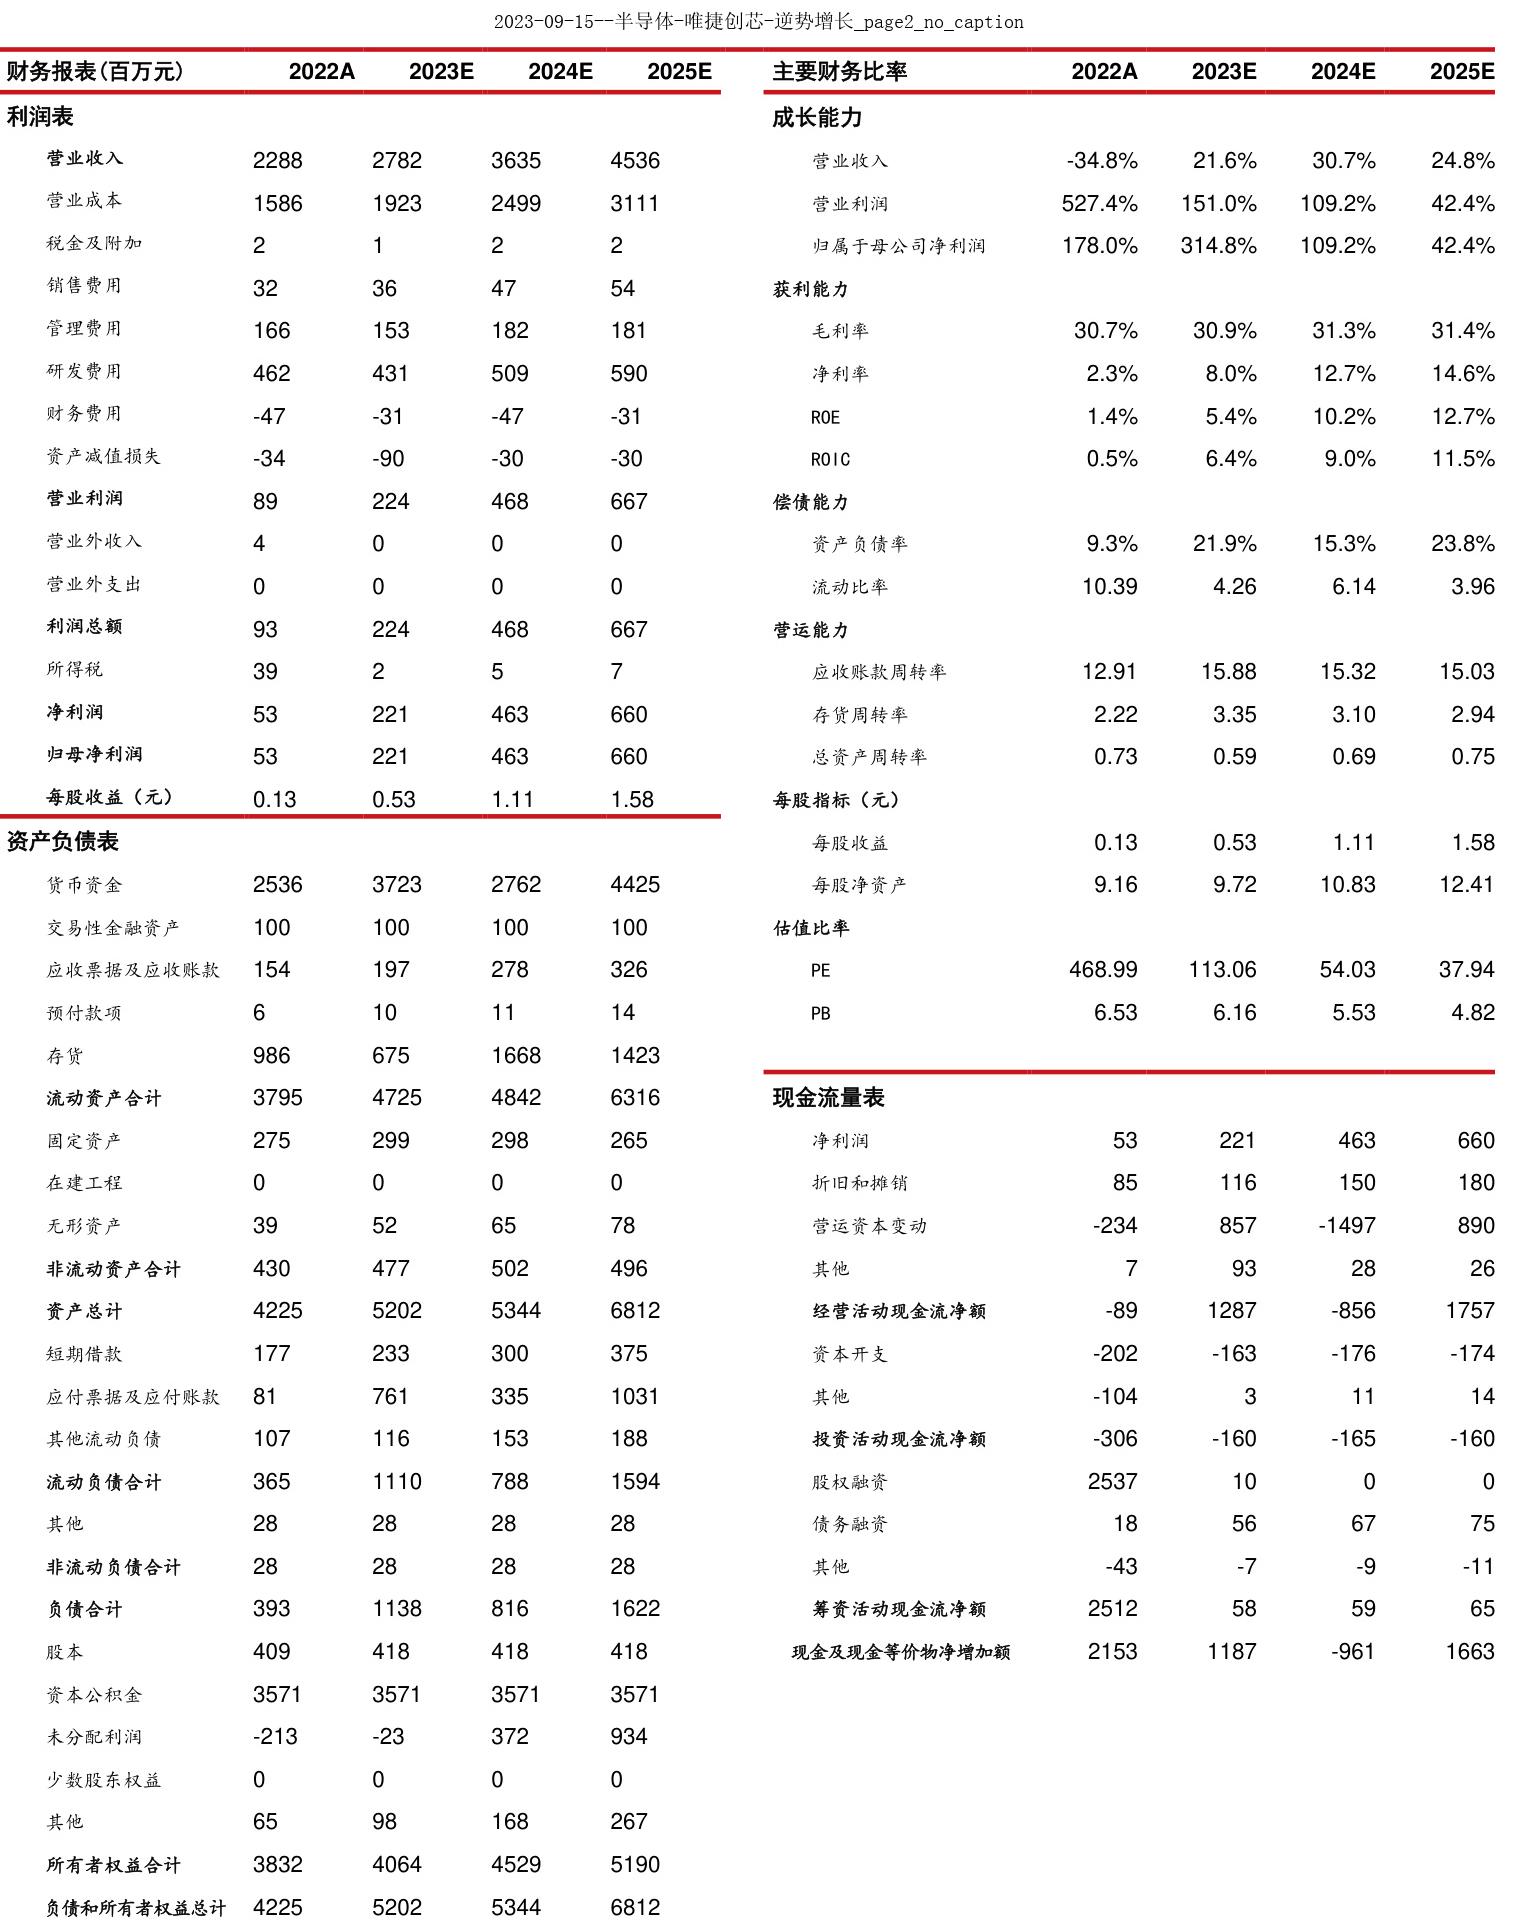 2023-09-15--半导体-唯捷创芯-逆势增长_page2_no_caption
财务报表(百万元) 2022A 2023E 2024E 2025E
利润表
营业收入 2288 2782 3635 4536
营业成本 1586 1923 2499 3111
税金及附加 2 1 2 2
销售费用 32 36 47 54
管理费用 166 153 182 181
研发费用 462 431 509 590
财务费用 -47 -31 -47 -31
资产减值损失 -34 -90 -30 -30
营业利润 89 224 468 667
营业外收入 4 0 0 0
营业外支出 0 0 0 0
利润总额 93 224 468 667
所得税 39 2 5 7
净利润 53 221 463 660
归母净利润 53 221 463 660
每股收益（元） 0.13 0.53 1.11 1.58
资产负债表
货币资金 2536 3723 2762 4425
交易性金融资产 100 100 100 100
应收票据及应收账款 154 197 278 326
预付款项 6 10 11 14
存货 986 675 1668 1423
流动资产合计 3795 4725 4842 6316
固定资产 275 299 298 265
在建工程 0 0 0 0
无形资产 39 52 65 78
非流动资产合计 430 477 502 496
资产总计 4225 5202 5344 6812
短期借款 177 233 300 375
应付票据及应付账款 81 761 335 1031
其他流动负债 107 116 153 188
流动负债合计 365 1110 788 1594
其他 28 28 28 28
非流动负债合计 28 28 28 28
负债合计 393 1138 816 1622
股本 409 418 418 418
资本公积金 3571 3571 3571 3571
未分配利润 -213 -23 372 934
少数股东权益 0 0 0 0
其他 65 98 168 267
所有者权益合计 3832 4064 4529 5190
负债和所有者权益总计 4225 5202 5344 6812
主要财务比率 2022A 2023E 2024E 2025E
成长能力
营业收入 -34.8% 21.6% 30.7% 24.8%
营业利润 527.4% 151.0% 109.2% 42.4%
归属于母公司净利润 178.0% 314.8% 109.2% 42.4%
获利能力
毛利率 30.7% 30.9% 31.3% 31.4%
净利率 2.3% 8.0% 12.7% 14.6%
ROE 1.4% 5.4% 10.2% 12.7%
ROIC 0.5% 6.4% 9.0% 11.5%
偿债能力
资产负债率 9.3% 21.9% 15.3% 23.8%
流动比率 10.39 4.26 6.14 3.96
营运能力
应收账款周转率 12.91 15.88 15.32 15.03
存货周转率 2.22 3.35 3.10 2.94
总资产周转率 0.73 0.59 0.69 0.75
每股指标（元）
每股收益 0.13 0.53 1.11 1.58
每股净资产 9.16 9.72 10.83 12.41
估值比率
PE 468.99 113.06 54.03 37.94
PB 6.53 6.16 5.53 4.82
现金流量表
净利润 53 221 463 660
折旧和摊销 85 116 150 180
营运资本变动 -234 857 -1497 890
其他 7 93 28 26
经营活动现金流净额 -89 1287 -856 1757
资本开支 -202 -163 -176 -174
其他 -104 3 11 14
投资活动现金流净额 -306 -160 -165 -160
股权融资 2537 10 0 0
债务融资 18 56 67 75
其他 -43 -7 -9 -11
筹资活动现金流净额 2512 58 59 65
现金及现金等价物净增加额 2153 1187 -961 1663